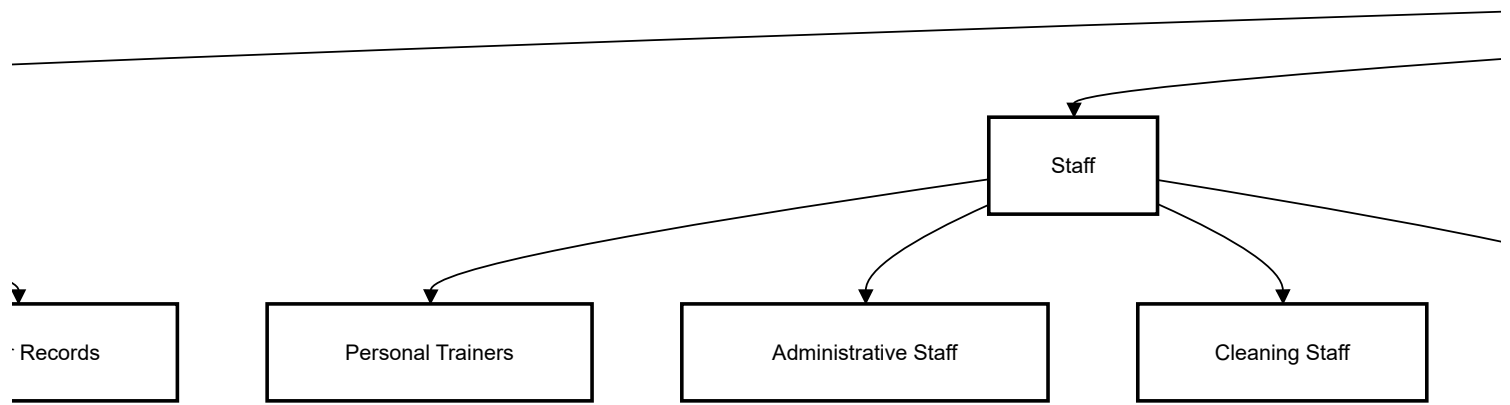 Staff
Records
Personal Trainers
Administrative Staff
Cleaning Staff